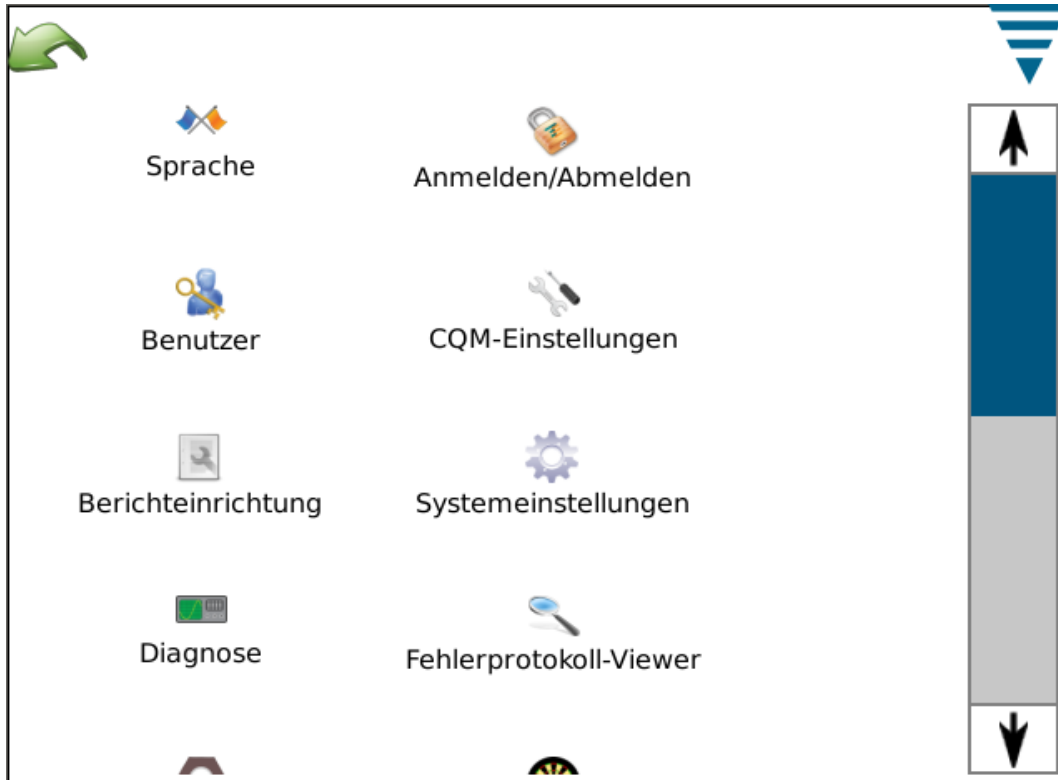 Sprache
Anmelden/Abmelden
Benutzer
CQM-Einstellungen
Berichteinrichtung
Systemeinstellungen
Diagnose
Fehlerprotokoll-Viewer